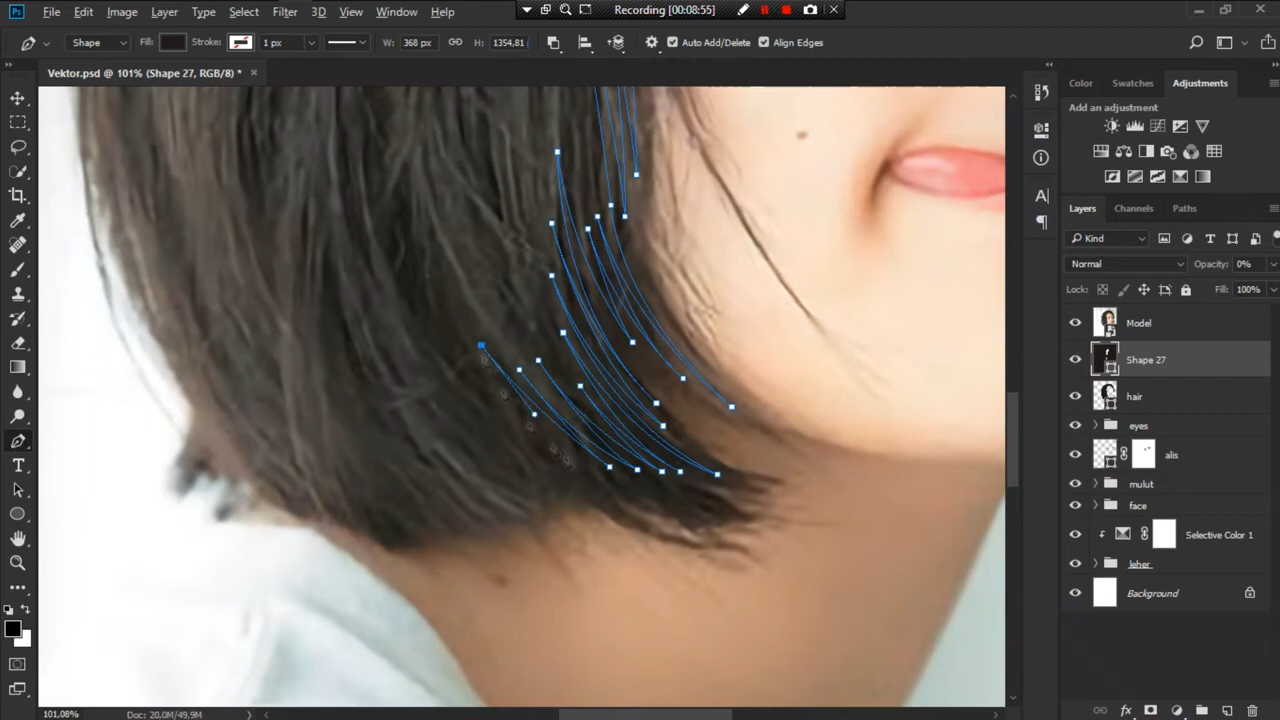 Ps File Edit Image Layer Type Select Filter 3D View Window Help
Recording [00:08:55]
Shape Fill: Stroke: 1 px W: 368 px H: 1354,81 Auto Add/Delete Align Edges
Vektor.psd @ 101% (Shape 27, RGB/8) *
Color Swatches Adjustments
Add an adjustment
Layers Channels Paths
Kind
Normal Opacity: 0%
Lock: Fill: 100%
Model
Shape 27
hair
eyes
alis
mulut
face
Selective Color 1
leher
Background
101,08% Doc: 20,0M/49,9M